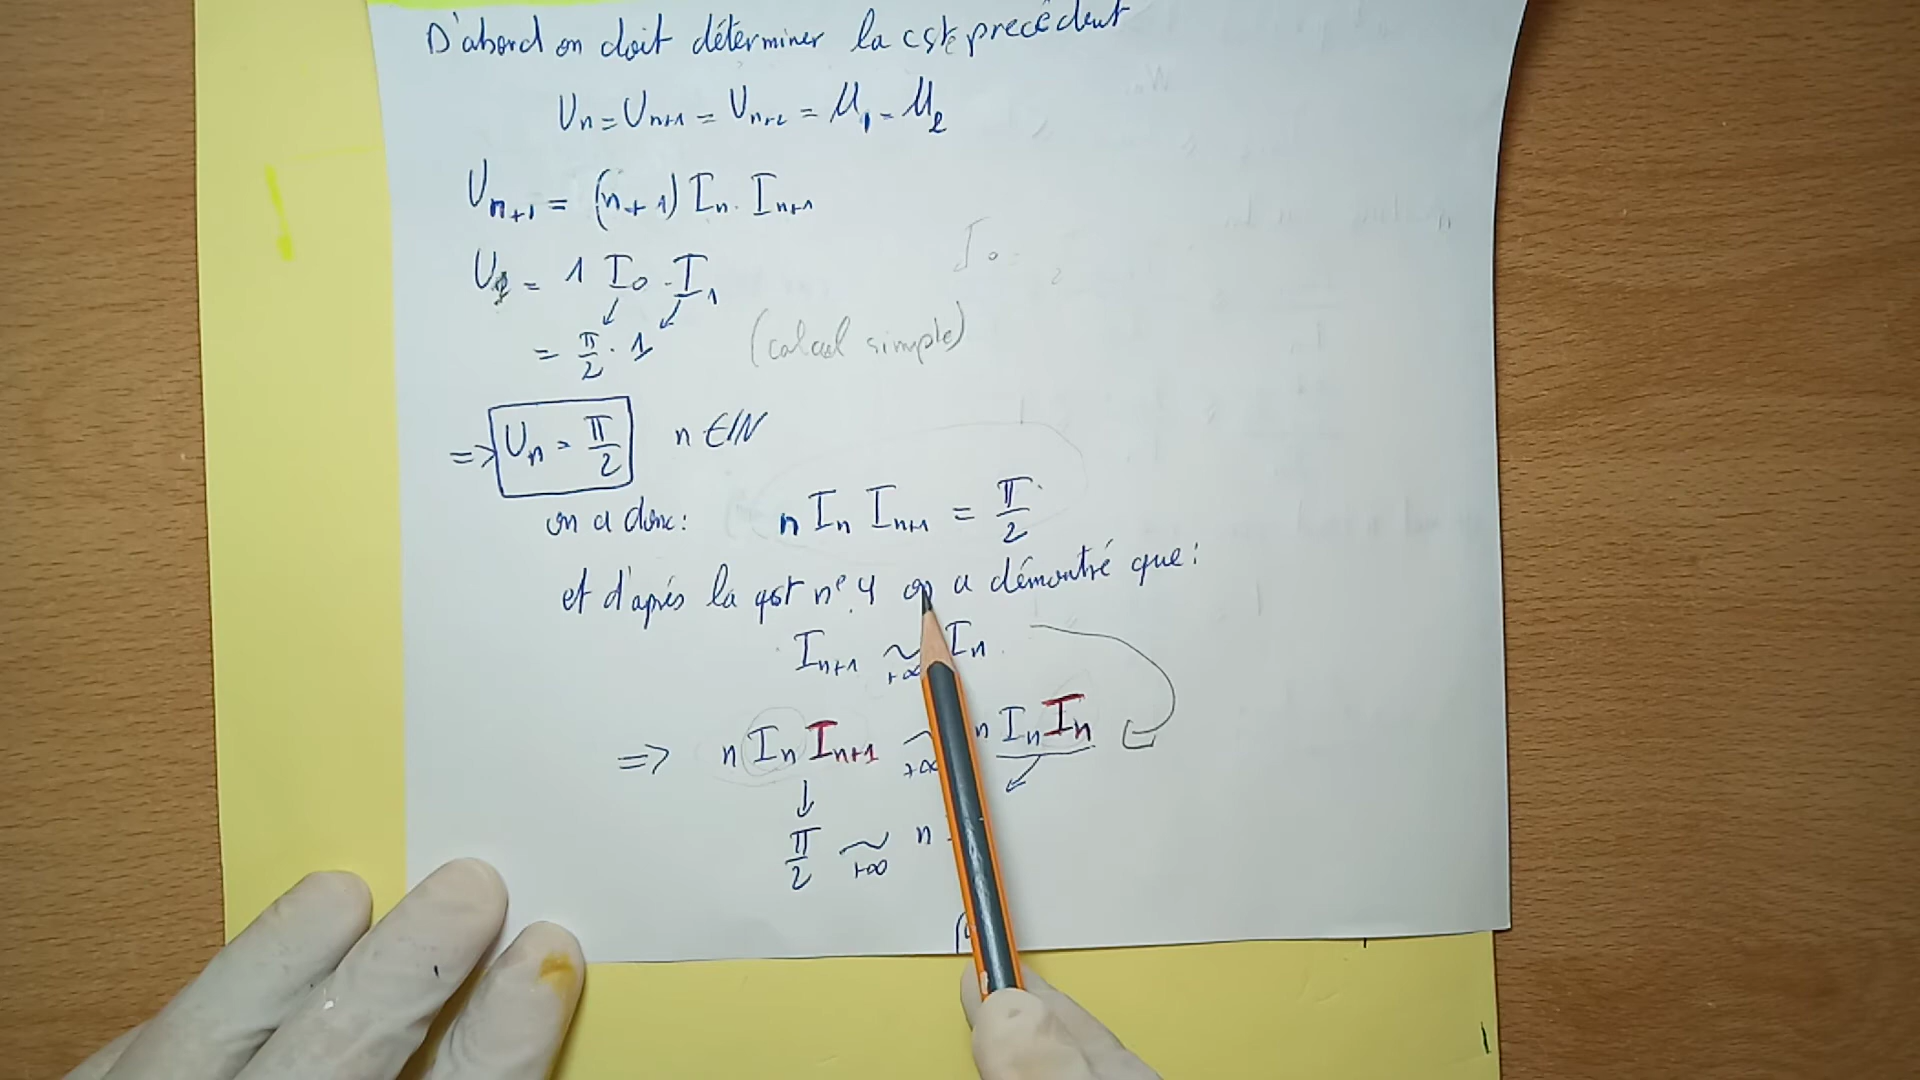 D'abord on doit déterminer la cste precédent
Un = Un+1 = Un+2 = U1 = U2
Un+1 = (n+1) In . In+1
U1 = 1 I0 . I1
= π/2 . 1 (calcul simple)
=> Un = π/2 n ∈ IN
on a donc: n In In+1 = π/2
et d'après la qst n° 4 on a démontré que:
In+1 ~ +∞ In
=> n In In+1 ~ +∞ n In In
π/2 ~ +∞ n